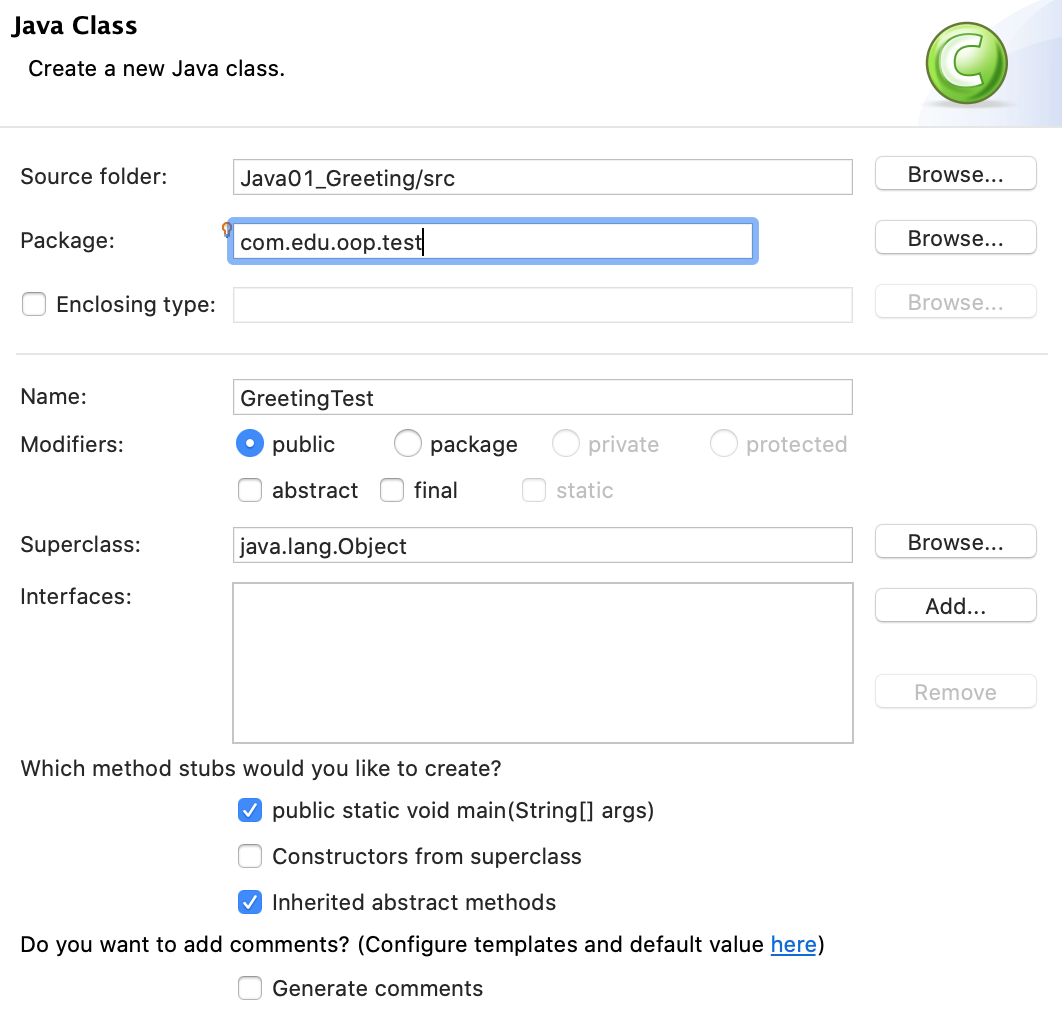 Java Class
Create a new Java class.
C
Source folder: Java01_Greeting/src Browse...
Package: com.edu.oop.test Browse...
Enclosing type: Browse...
Name: GreetingTest
Modifiers: public package private protected
abstract final static
Superclass: java.lang.Object Browse...
Interfaces: Add...
Remove
Which method stubs would you like to create?
public static void main(String[] args)
Constructors from superclass
Inherited abstract methods
Do you want to add comments? (Configure templates and default value here)
Generate comments